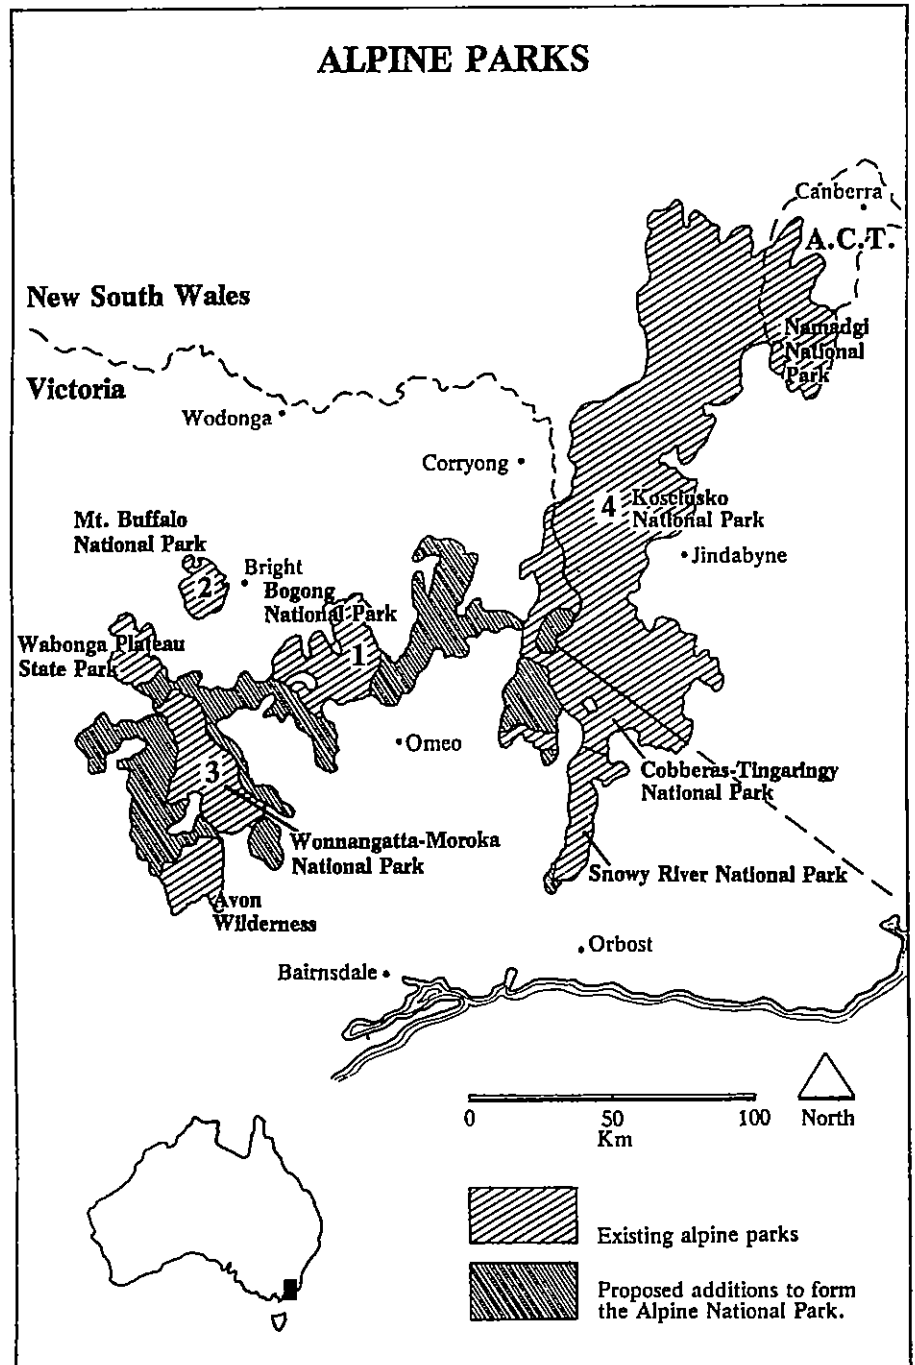 ALPINE PARKS
Canberra
A.C.T.
New South Wales
Namadgi
National
Park
Victoria
Wodonga
Corryong
4
Kosciusko
National Park
Mt. Buffalo
National Park
Jindabyne
2
Bright
Bogong
National Park
Wabonga Plateau
State Park
1
Omeo
3
Cobberas-Tingaringy
National Park
Wonnangatta-Moroka
National Park
Snowy River National Park
Avon
Wilderness
Orbost
Bairnsdale
0 50 100
Km
North
Existing alpine parks
Proposed additions to form
the Alpine National Park.